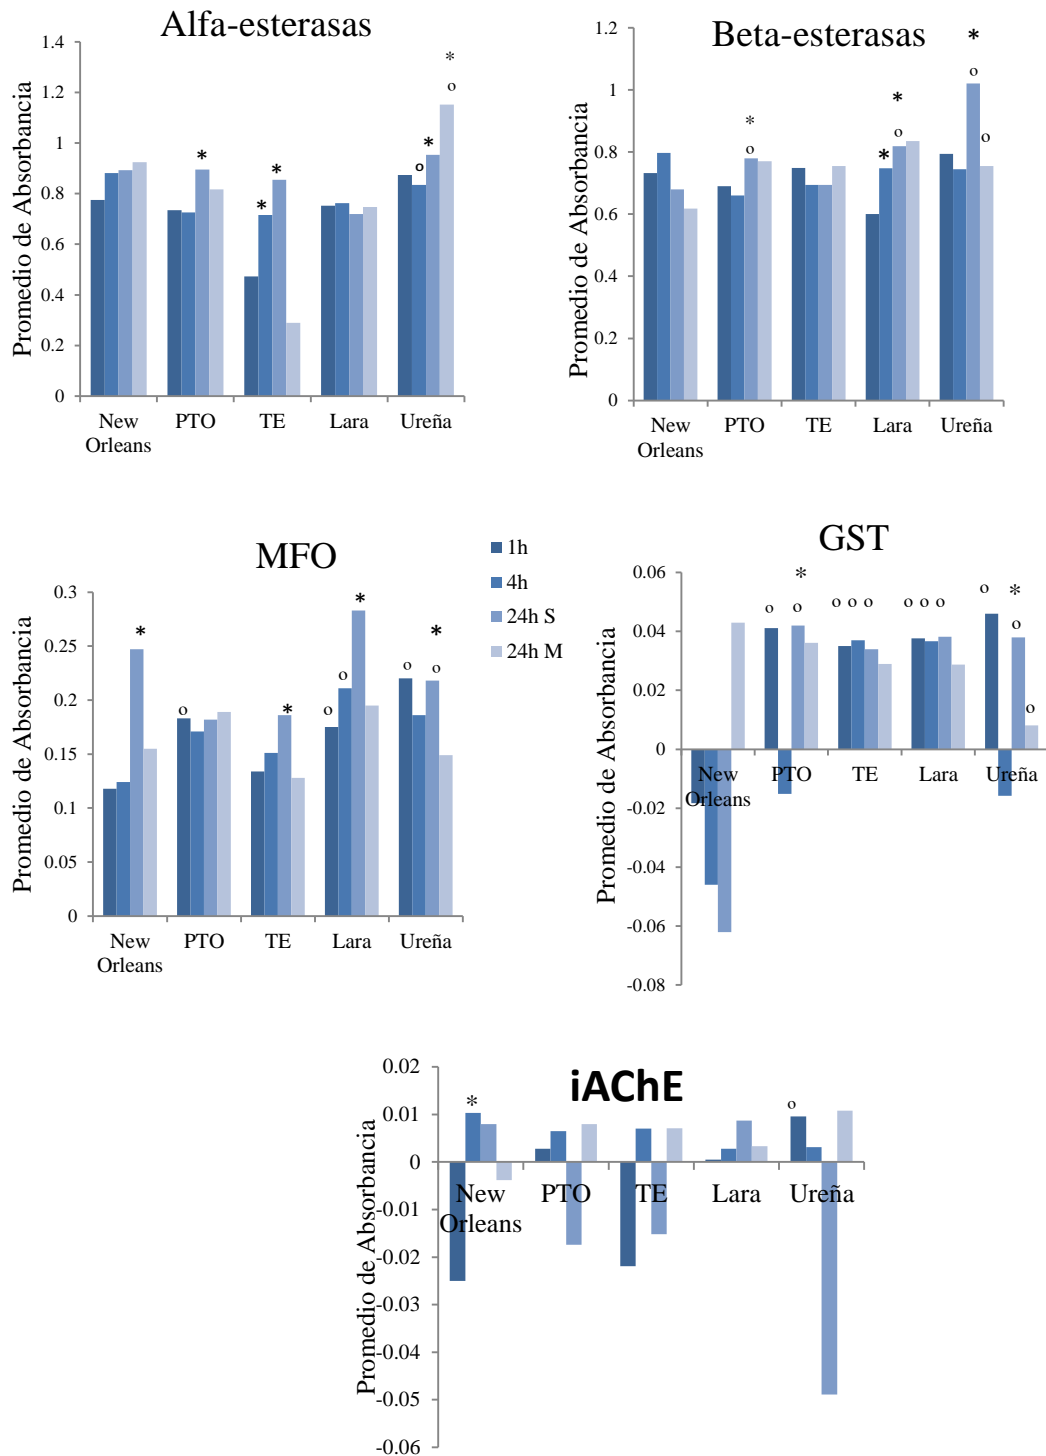 Alfa-esterasas
Promedio de Absorbancia
1.4
1.2
1
0.8
0.6
0.4
0.2
0
*
*
*
*
o
*
*
o
New
Orleans
PTO
TE
Lara
Ureña
Beta-esterasas
Promedio de Absorbancia
1.2
1
0.8
0.6
0.4
0.2
0
*
o
*
*
o
*
o
o
New
Orleans
PTO
TE
Lara
Ureña
MFO
Promedio de Absorbancia
0.3
0.25
0.2
0.15
0.1
0.05
0
*
o
*
o
o
*
o
*
o
New
Orleans
PTO
TE
Lara
Ureña
1h
4h
24h S
24h M
GST
Promedio de Absorbancia
0.06
0.04
0.02
0
-0.02
-0.04
-0.06
-0.08
o
*
o
o o o
o o o
o
*
o
o
New
Orleans
PTO
TE
Lara
Ureña
iAChE
Promedio de Absorbancia
0.02
0.01
0
-0.01
-0.02
-0.03
-0.04
-0.05
-0.06
*
o
New
Orleans
PTO
TE
Lara
Ureña